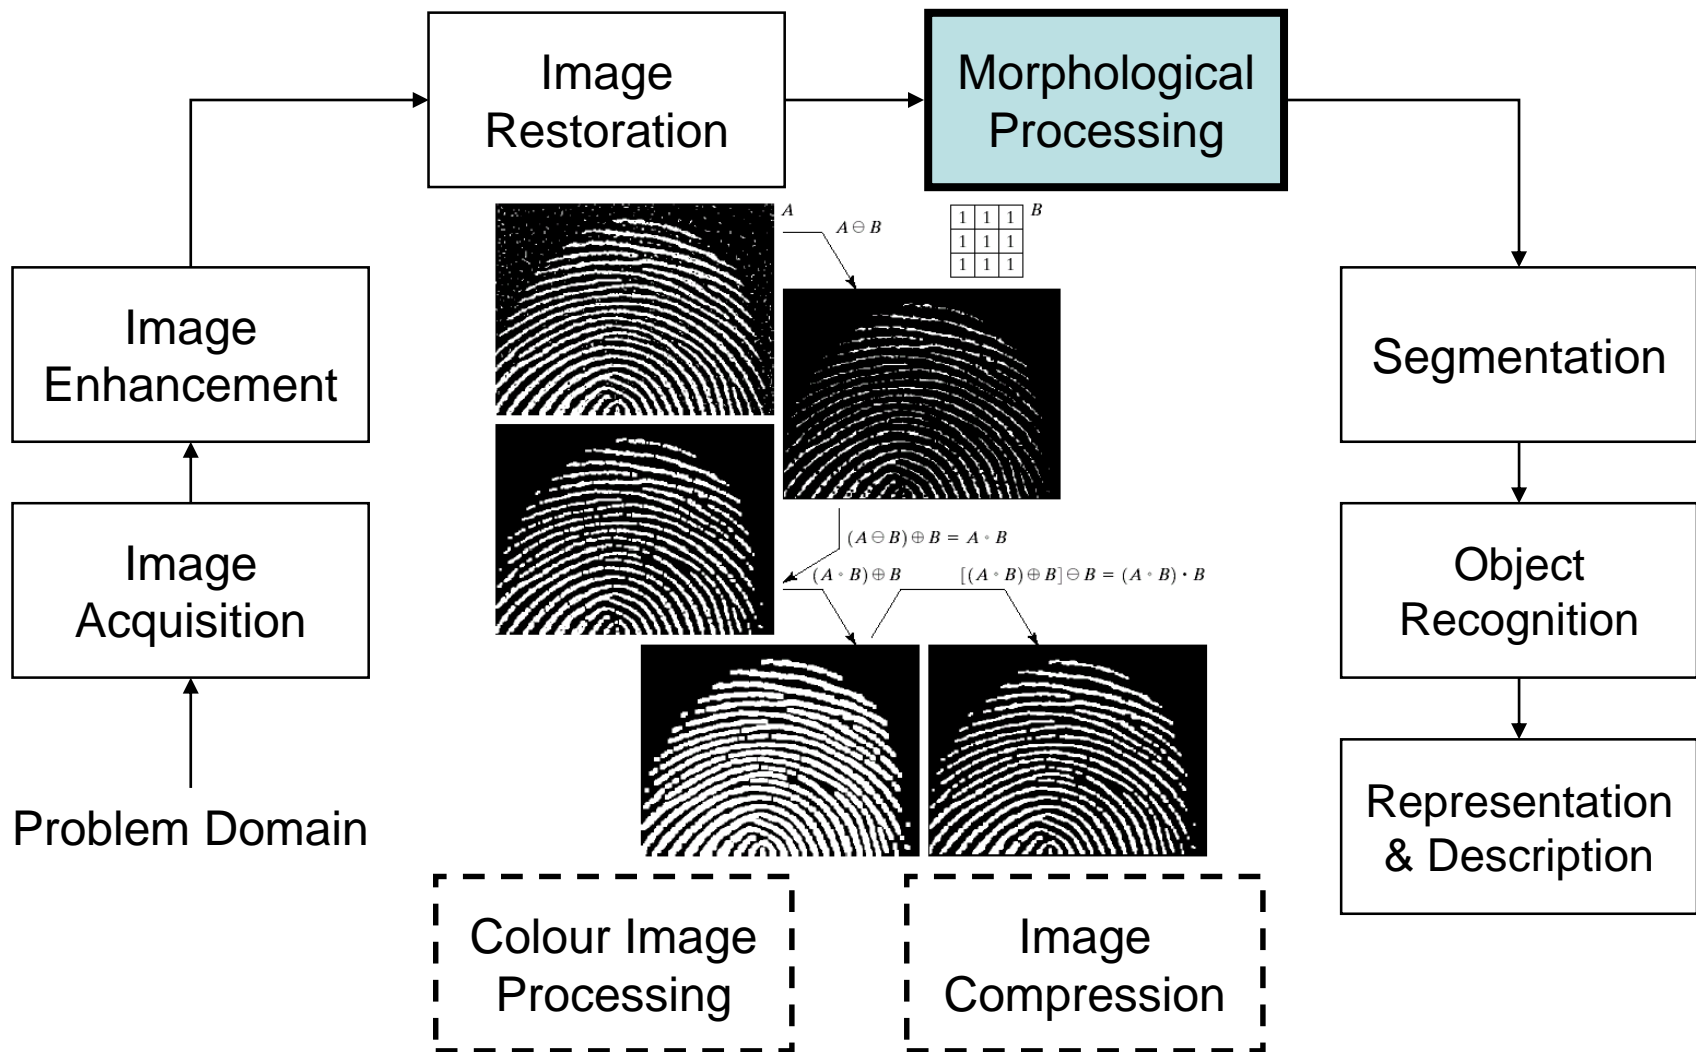 Image
Restoration
Morphological
Processing
A
A ⊖ B
1 1 1
1 1 1
1 1 1
B
Image
Enhancement
Segmentation
(A ⊖ B) ⊕ B = A ∘ B
(A ∘ B) ⊕ B
[(A ∘ B) ⊕ B] ⊖ B = (A ∘ B) • B
Image
Acquisition
Object
Recognition
Problem Domain
Representation
& Description
Colour Image
Processing
Image
Compression